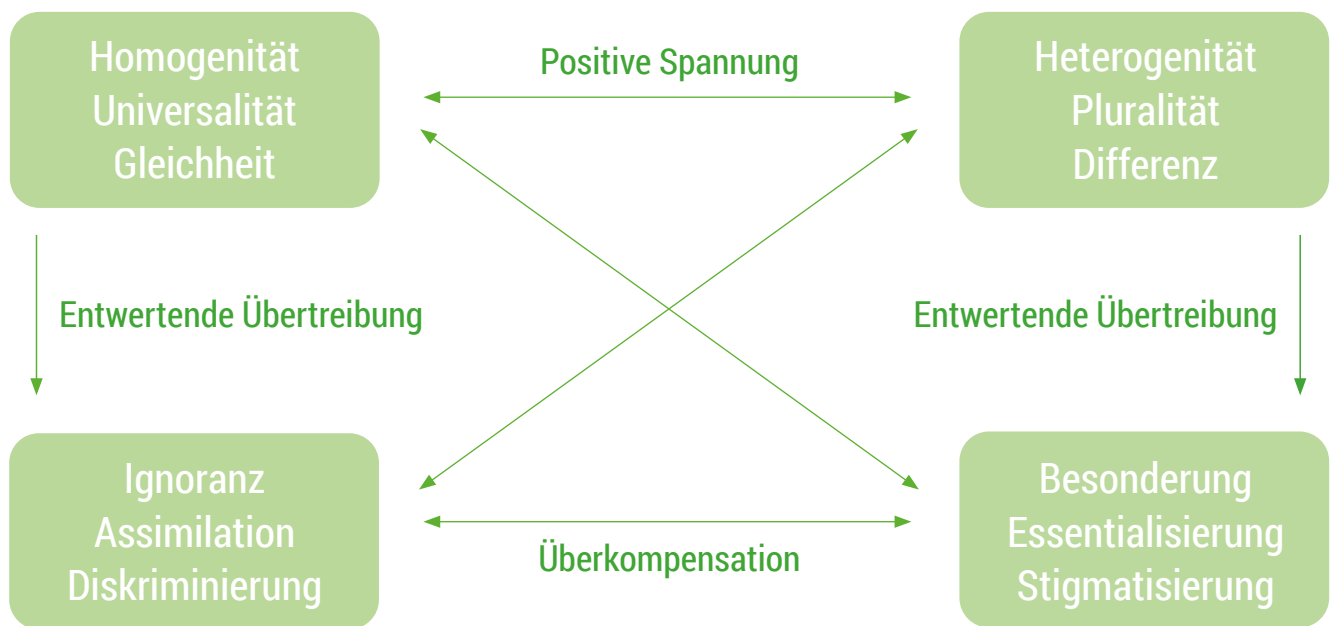 Homogenität
Universalität
Gleichheit
Positive Spannung
Heterogenität
Pluralität
Differenz
Entwertende Übertreibung
Entwertende Übertreibung
Ignoranz
Assimilation
Diskriminierung
Überkompensation
Besonderung
Essentialisierung
Stigmatisierung